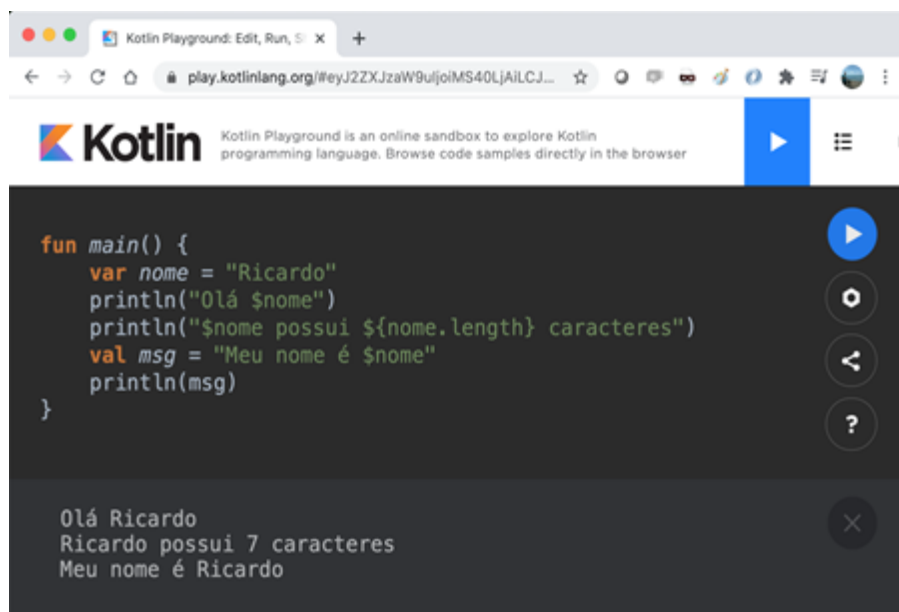 Kotlin Playground: Edit, Run, S
play.kotlinlang.org/#eyJ2ZXJzaW9uIjoiMS40LjAiLCJ...
Kotlin
Kotlin Playground is an online sandbox to explore Kotlin
programming language. Browse code samples directly in the browser
fun main() {
    var nome = "Ricardo"
    println("Olá $nome")
    println("$nome possui ${nome.length} caracteres")
    val msg = "Meu nome é $nome"
    println(msg)
}
Olá Ricardo
Ricardo possui 7 caracteres
Meu nome é Ricardo